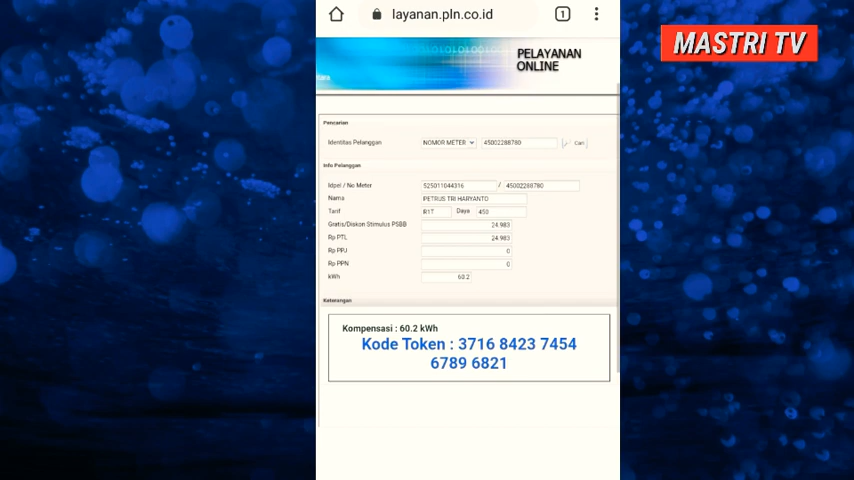 layanan.pln.co.id
1
MASTRI TV
PELAYANAN
ONLINE
Pencarian
Identitas Pelanggan NOMOR METER 45002288780 Cari
Info Pelanggan
Idpel / No Meter 525011044316 / 45002288780
Nama PETRUS TRI HARYANTO
Tarif R1T Daya 450
Gratis/Diskon Stimulus PSBB 24.983
Rp PTL 24.983
Rp PPJ 0
Rp PPN 0
kWh 60.2
Keterangan
Kompensasi : 60.2 kWh
Kode Token : 3716 8423 7454
6789 6821